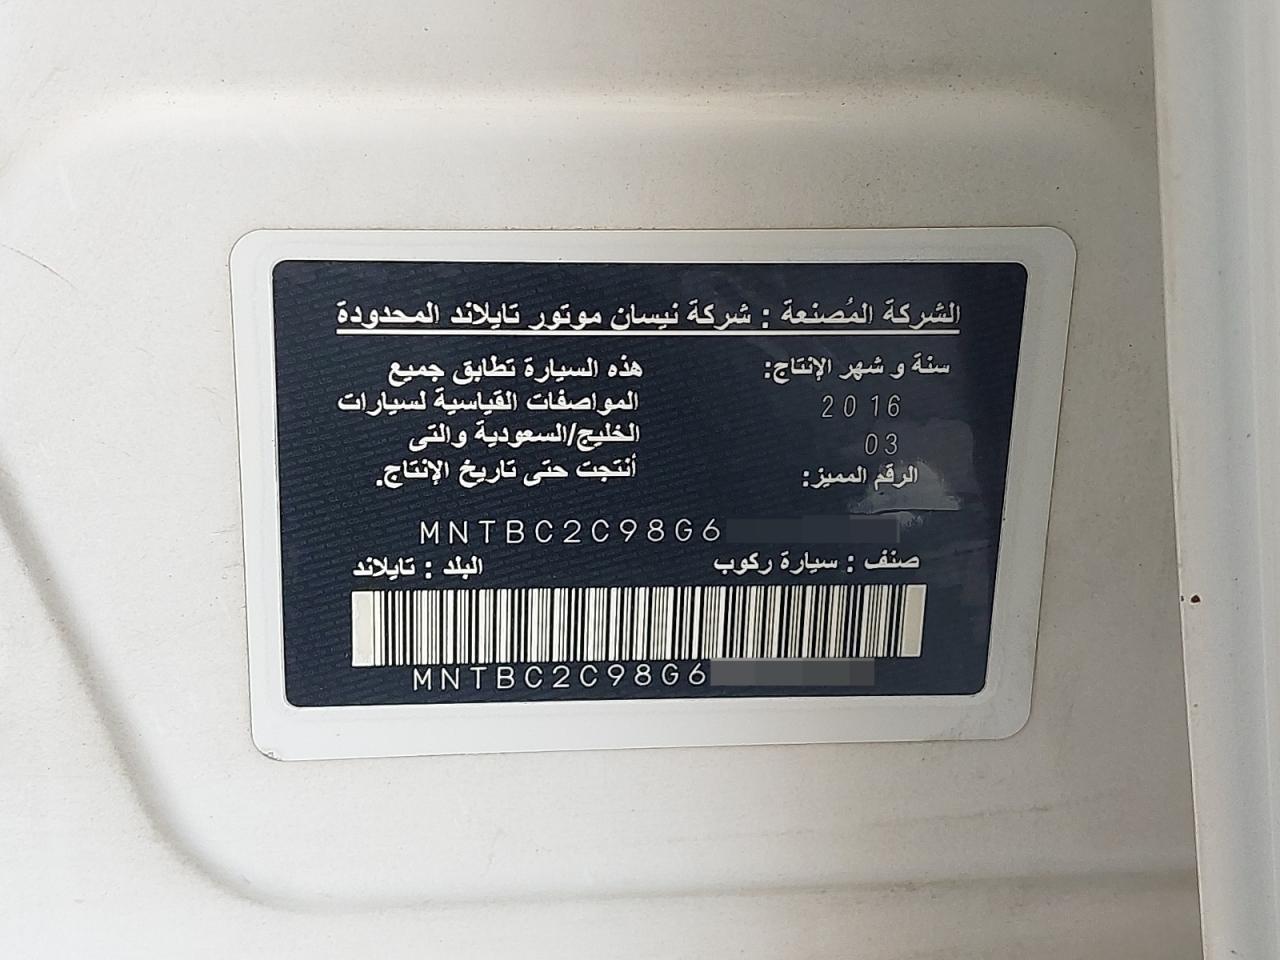 الشركة المُصنعة : شركة نيسان موتور تايلاند المحدودة
سنة و شهر الإنتاج:
2016
03
الرقم المميز:
هذه السيارة تطابق جميع
المواصفات القياسية لسيارات
الخليج/السعودية والتى
أنتجت حتى تاريخ الإنتاج.
MNTBC2C98G6
صنف : سيارة ركوب
البلد : تايلاند
MNTBC2C98G6